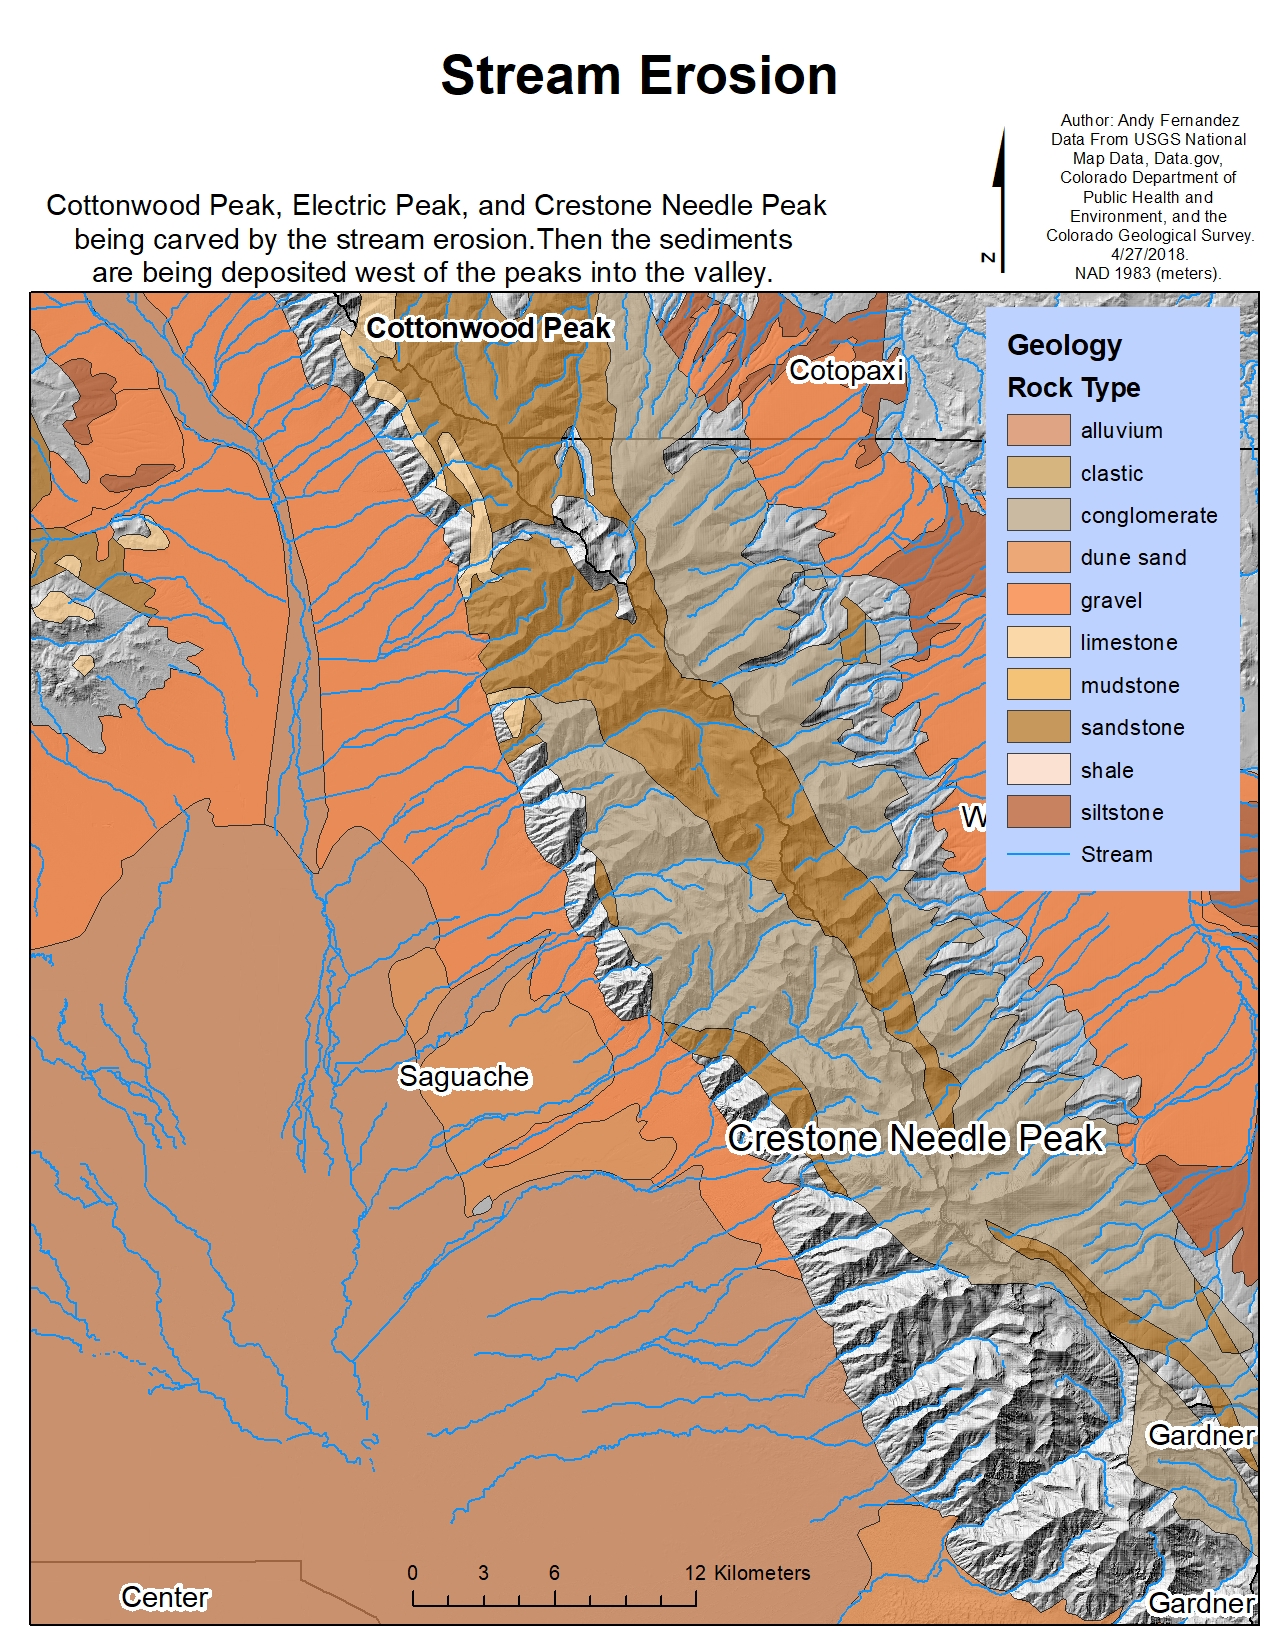 Stream Erosion
Author: Andy Fernandez
Data From USGS National
Map Data, Data.gov,
Colorado Department of
Public Health and
Environment, and the
Colorado Geological Survey.
4/27/2018.
NAD 1983 (meters).
Cottonwood Peak, Electric Peak, and Crestone Needle Peak
being carved by the stream erosion.Then the sediments
are being deposited west of the peaks into the valley.
N
Cottonwood Peak
Cotopaxi
Geology
Rock Type
alluvium
clastic
conglomerate
dune sand
gravel
limestone
mudstone
sandstone
shale
siltstone
Stream
W
Saguache
Crestone Needle Peak
Gardner
0 3 6 12 Kilometers
Center
Gardner